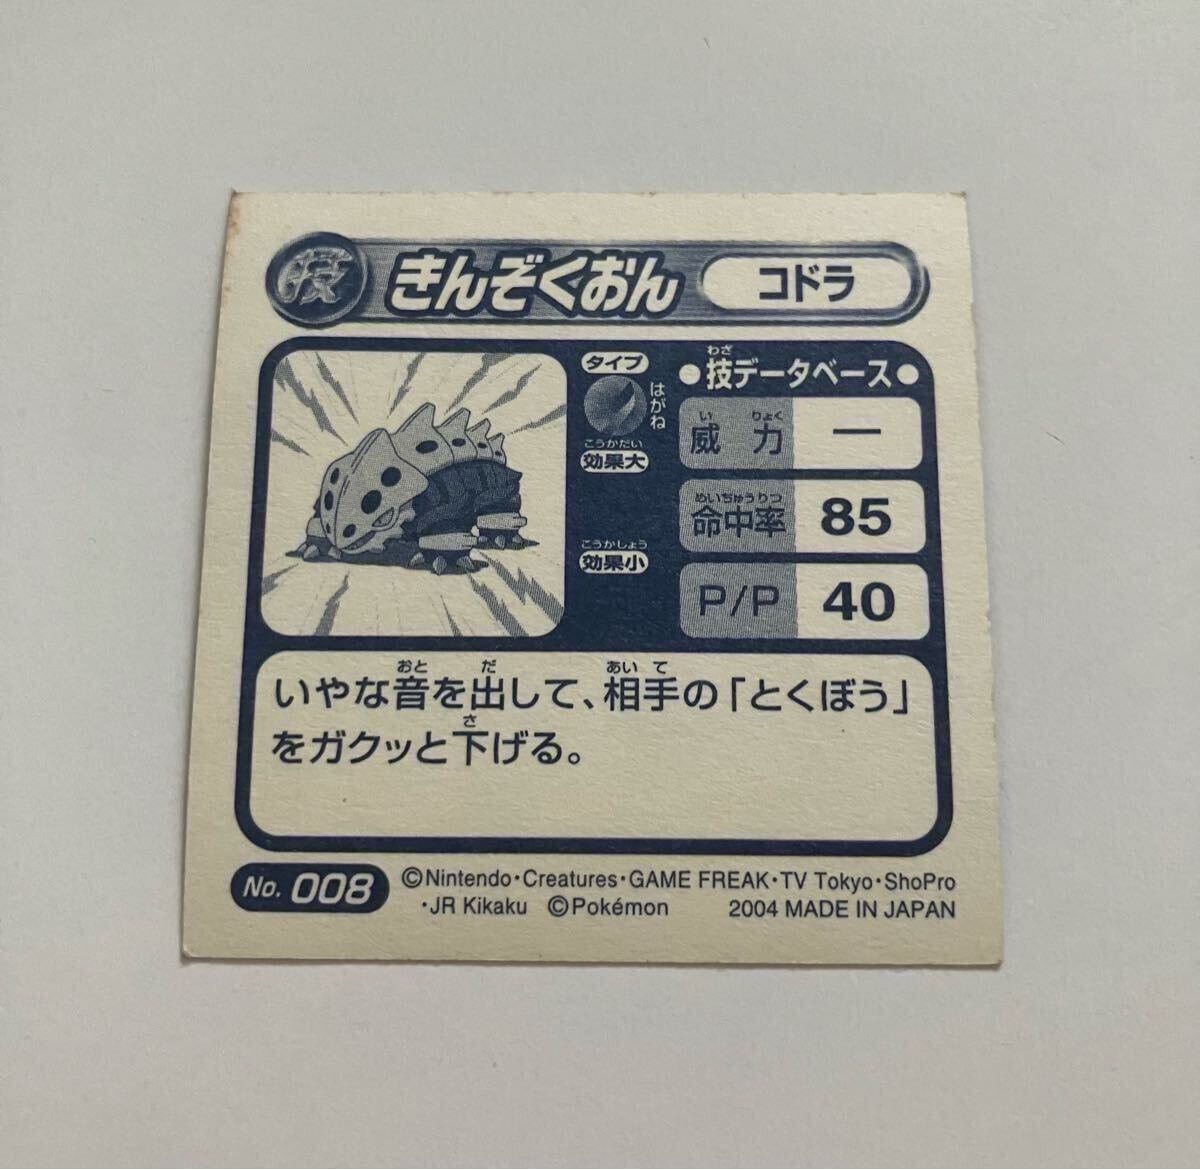 技 きんぞくおん コドラ
タイプ
はがね
こうかだい
効果大
こうかしょう
効果小
わざ
●技データベース●
いりょく
威力 ―
めいちゅうりつ
命中率 85
P/P 40
おと だ あいて
いやな音を出して、相手の「とくぼう」
さ
をガクッと下げる。
No. 008
©Nintendo・Creatures・GAME FREAK・TV Tokyo・ShoPro
・JR Kikaku ©Pokémon 2004 MADE IN JAPAN